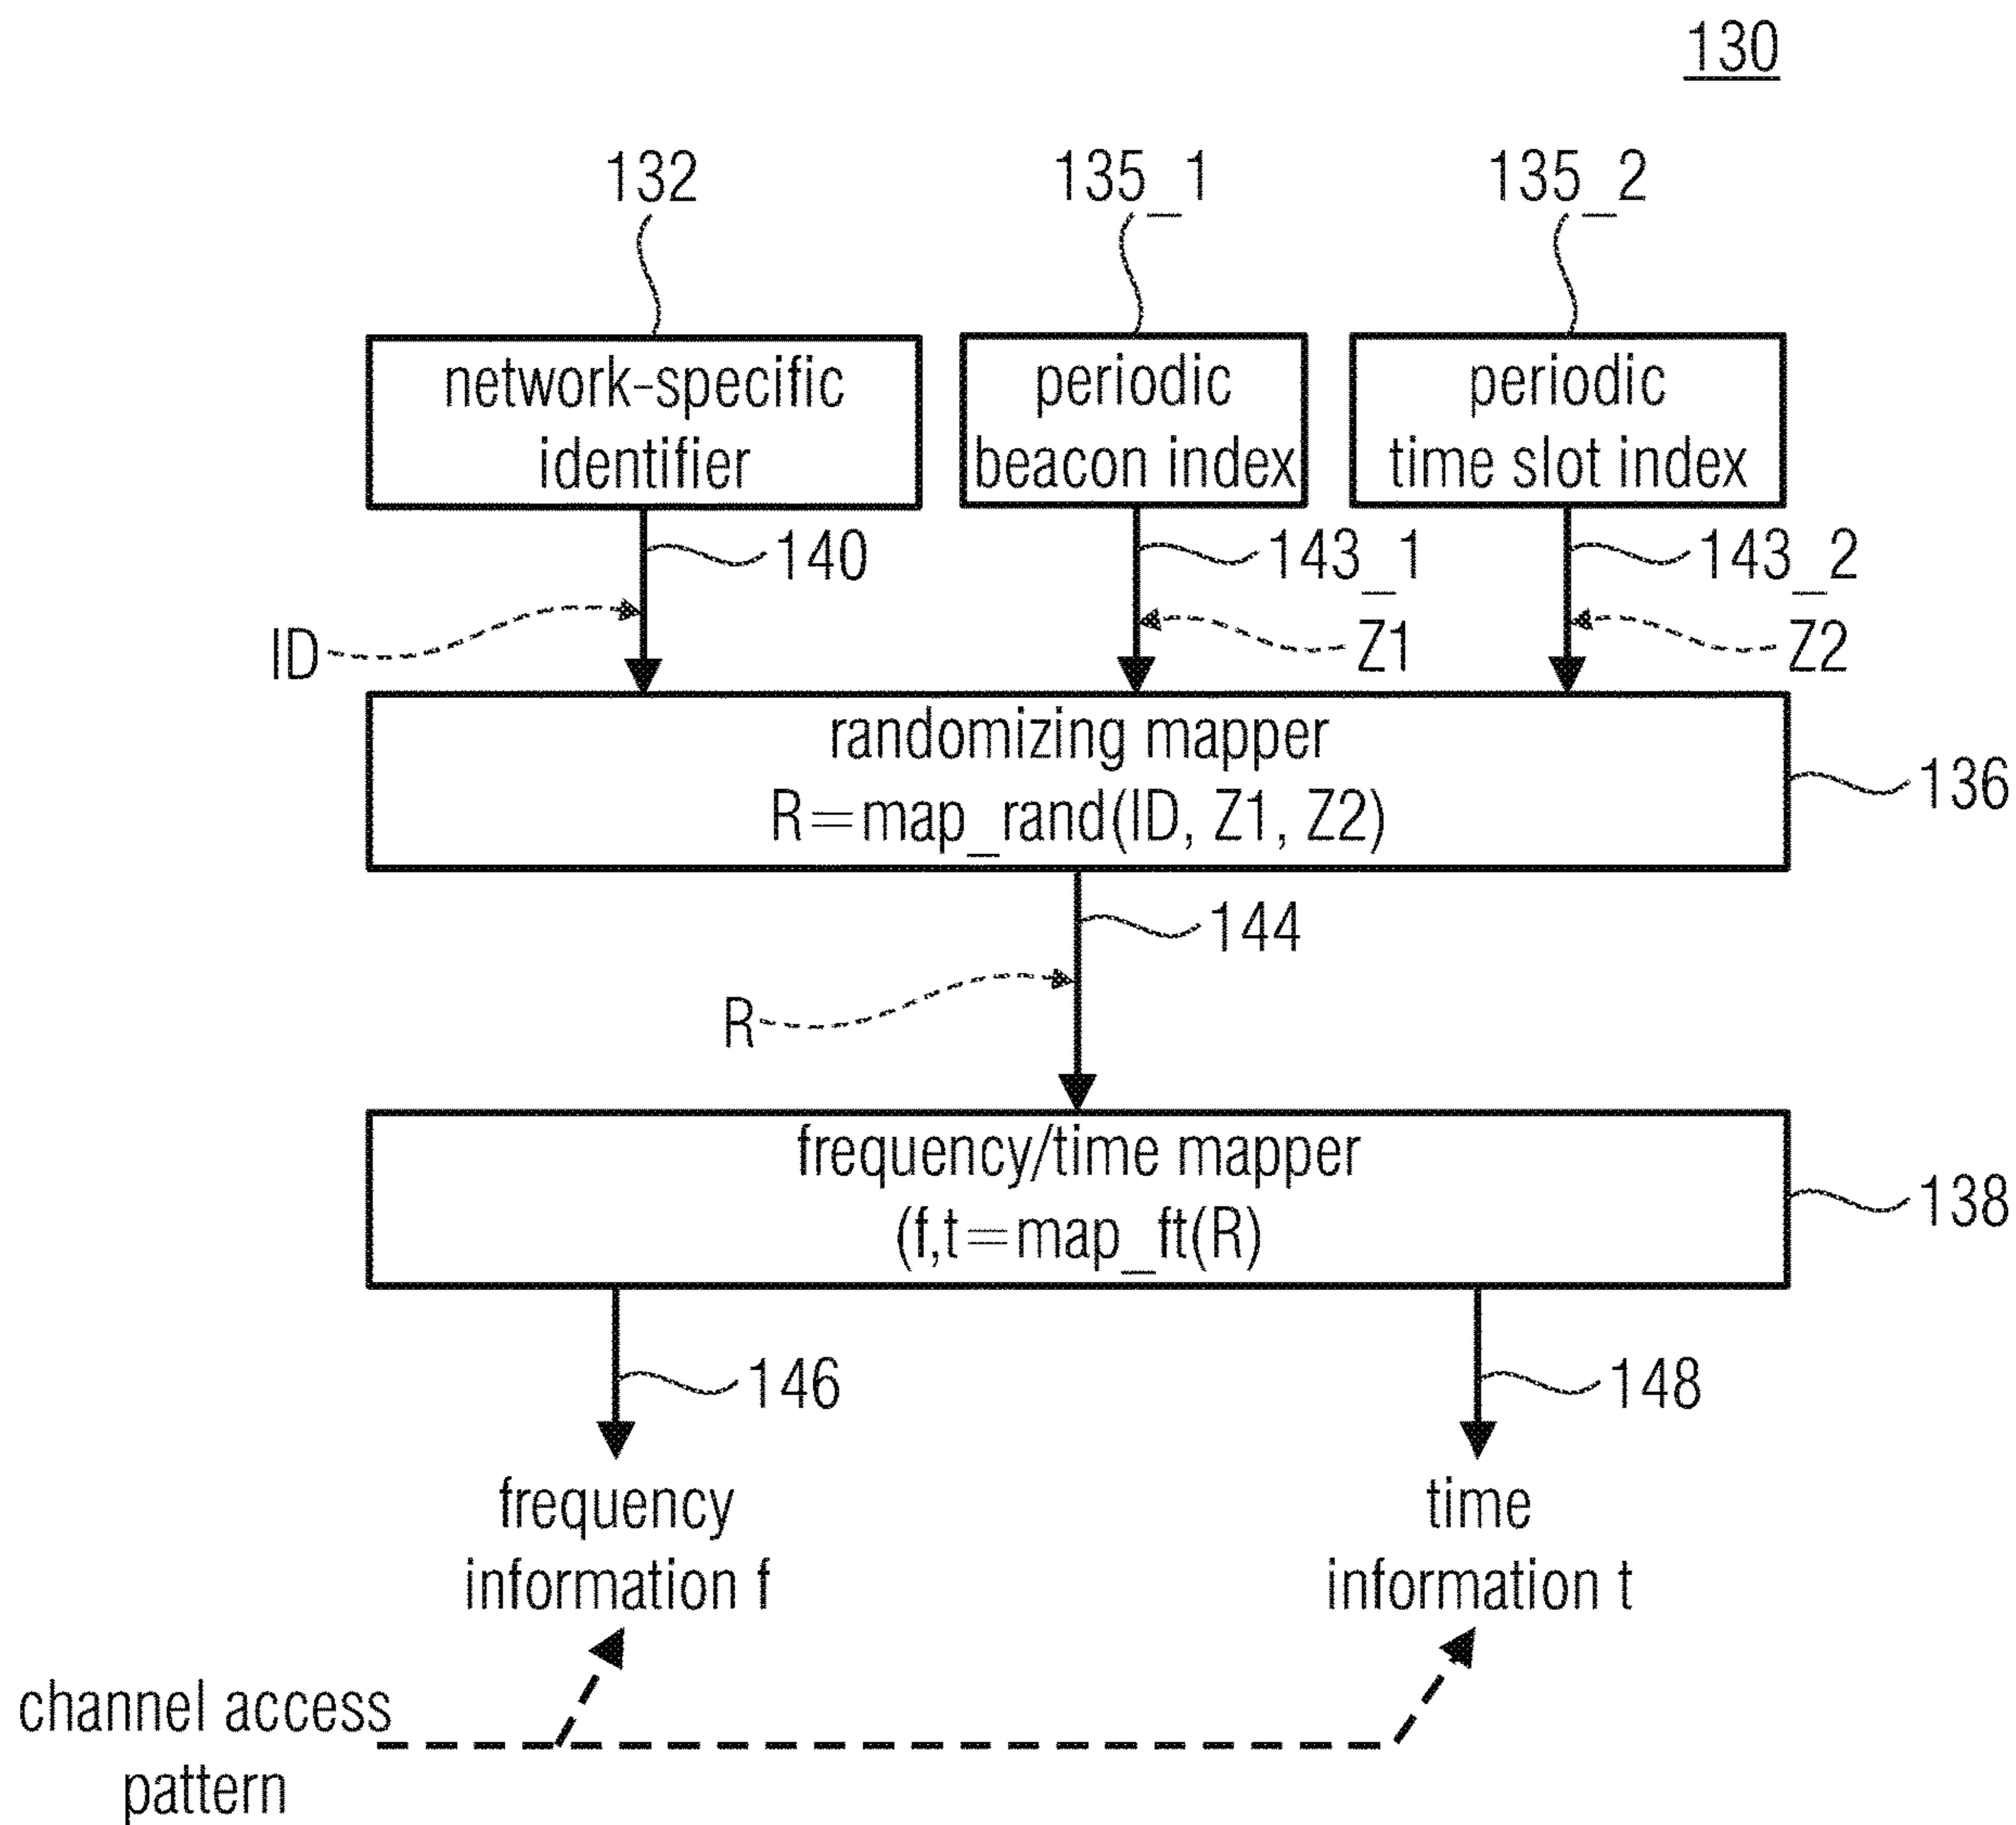 130
132
135_1
135_2
network-specific
identifier
periodic
beacon index
periodic
time slot index
140
143_1
143_2
ID
Z1
Z2
randomizing mapper
R=map_rand(ID, Z1, Z2)
136
144
R
frequency/time mapper
(f,t=map_ft(R)
138
146
148
frequency
information f
time
information t
channel access
pattern